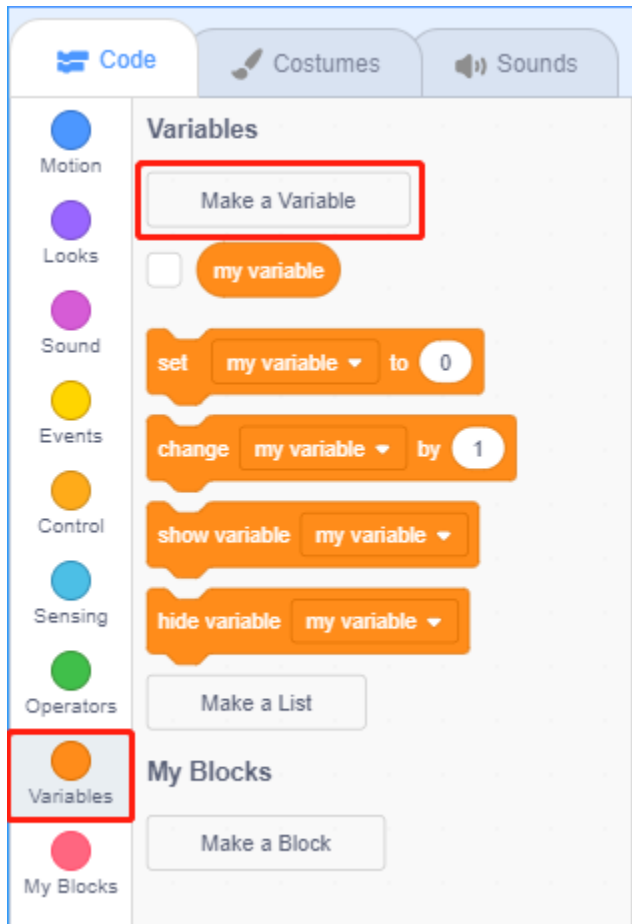 Code Costumes Sounds
Motion
Looks
Sound
Events
Control
Sensing
Operators
Variables
My Blocks
Variables
Make a Variable
my variable
set my variable to 0
change my variable by 1
show variable my variable
hide variable my variable
Make a List
My Blocks
Make a Block